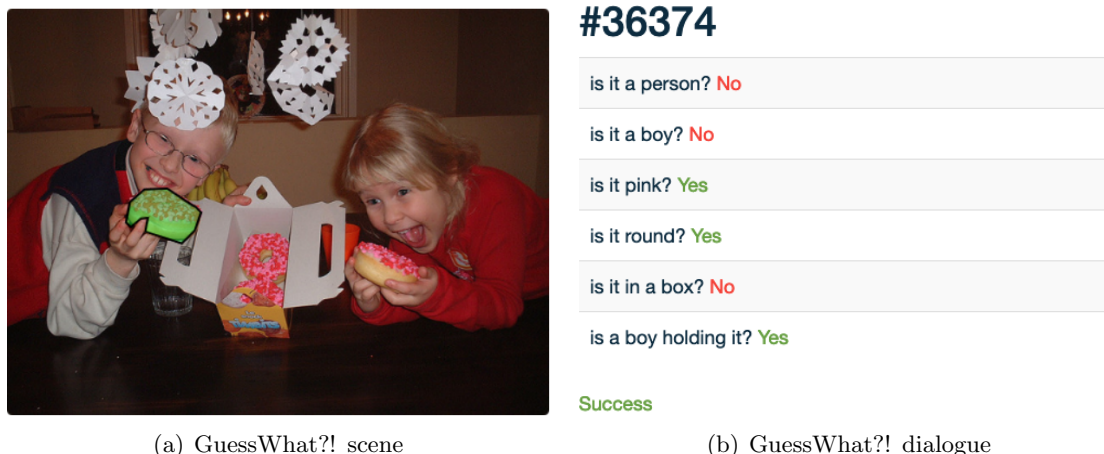 #36374
is it a person? No
is it a boy? No
is it pink? Yes
is it round? Yes
is it in a box? No
is a boy holding it? Yes
Success
(a) GuessWhat?! scene
(b) GuessWhat?! dialogue